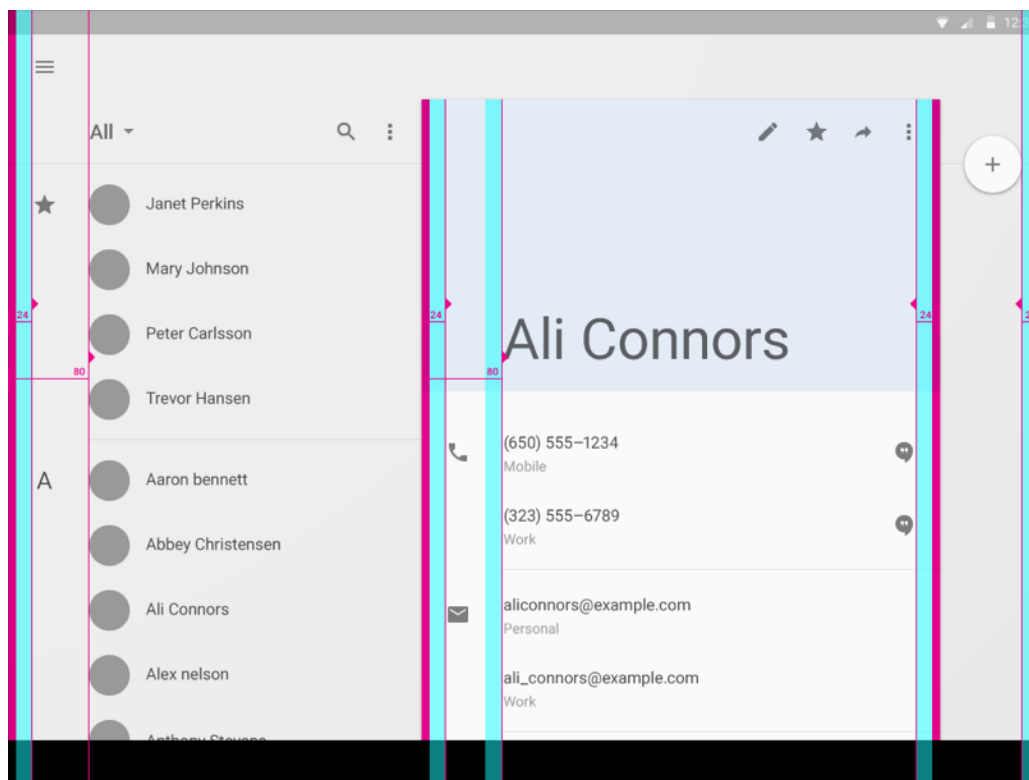 All
Janet Perkins
Mary Johnson
24
Peter Carlsson
80
Trevor Hansen
A
Aaron bennett
Abbey Christensen
Ali Connors
Alex nelson
Anthony Stevens
24
24
Ali Connors
80
(650) 555–1234
Mobile
(323) 555–6789
Work
aliconnors@example.com
Personal
ali_connors@example.com
Work